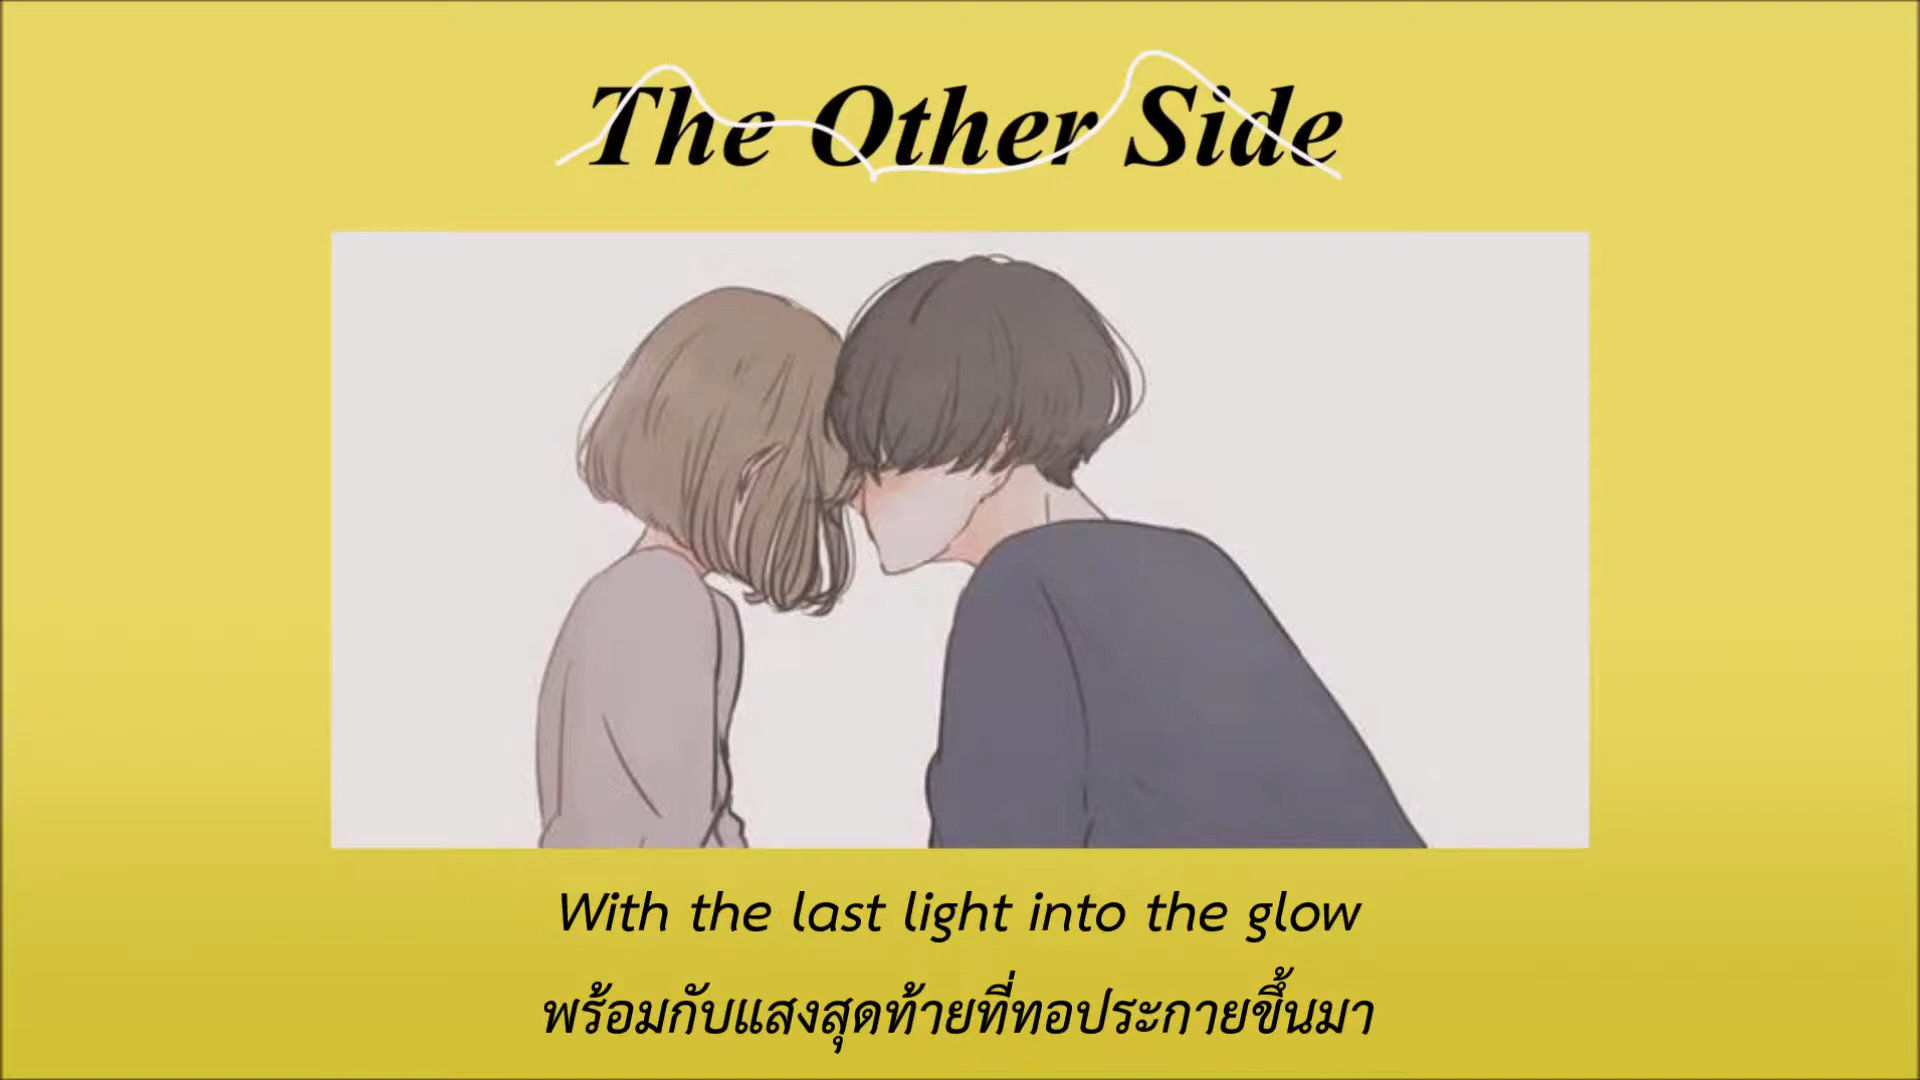 The Other Side
With the last light into the glow
พร้อมกับแสงสุดท้ายที่ทอประกายขึ้นมา